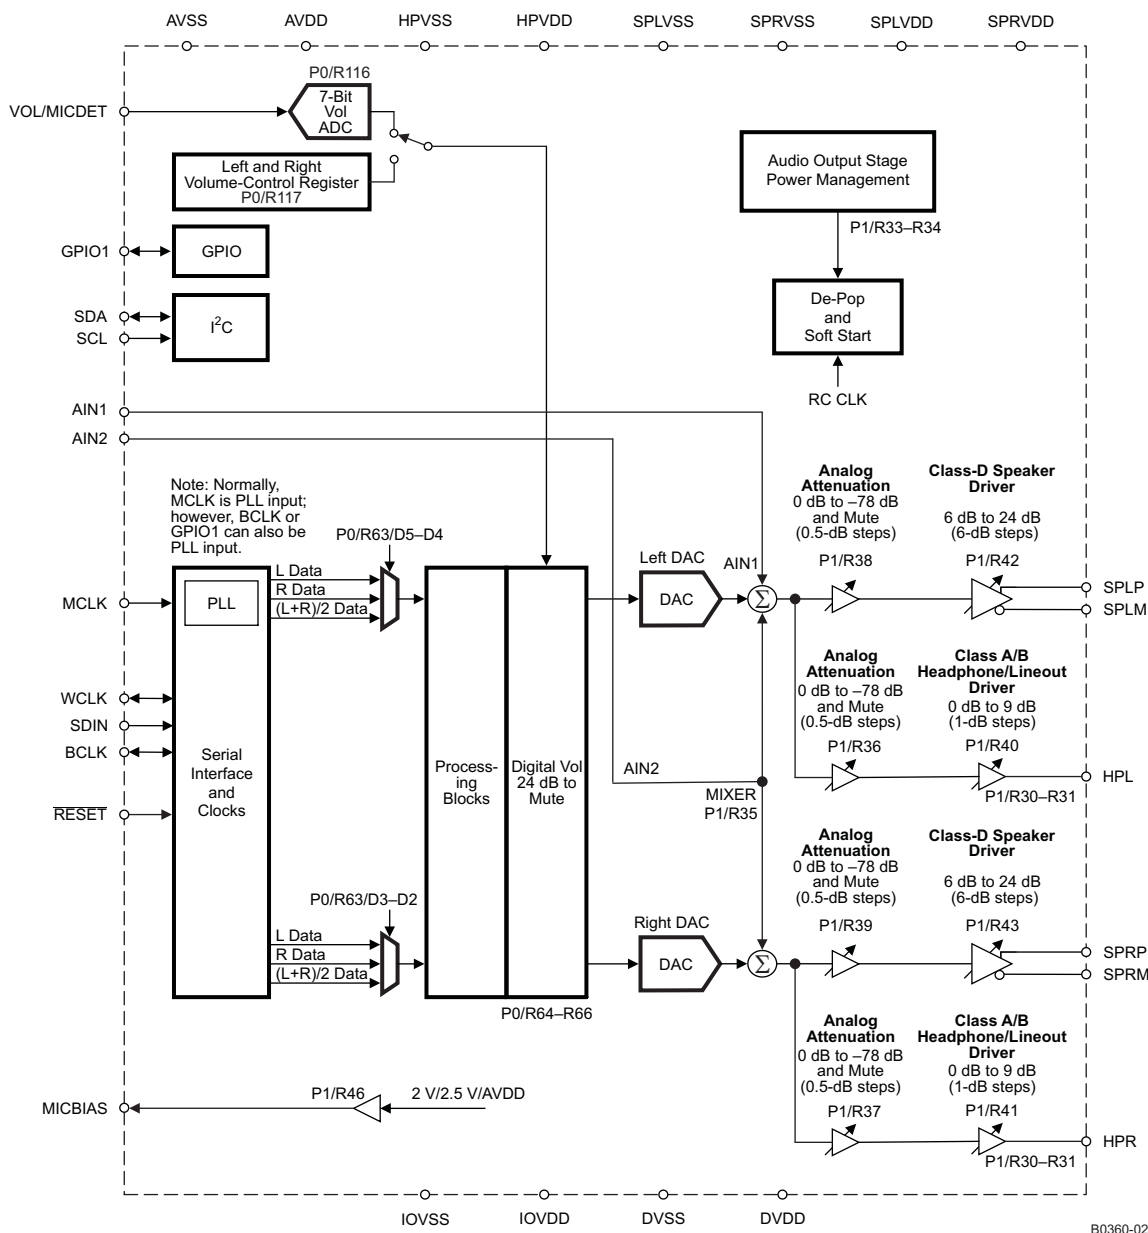 AVSS AVDD HPVSS HPVDD SPLVSS SPRVSS SPLVDD SPRVDD
P0/R116
VOL/MICDET
7-Bit
Vol
ADC
Left and Right
Volume-Control Register
P0/R117
Audio Output Stage
Power Management
P1/R33–R34
GPIO1
GPIO
SDA
SCL
I2C
De-Pop
and
Soft Start
RC CLK
AIN1
AIN2
Note: Normally,
MCLK is PLL input;
however, BCLK or
GPIO1 can also be
PLL input.
P0/R63/D5–D4
Analog
Attenuation
0 dB to –78 dB
and Mute
(0.5-dB steps)
P1/R38
Class-D Speaker
Driver
6 dB to 24 dB
(6-dB steps)
P1/R42
MCLK
PLL
L Data
R Data
(L+R)/2 Data
Left DAC
DAC
AIN1
Σ
SPLP
SPLM
Analog
Attenuation
0 dB to –78 dB
and Mute
(0.5-dB steps)
P1/R36
Class A/B
Headphone/Lineout
Driver
0 dB to 9 dB
(1-dB steps)
P1/R40
P1/R30–R31
HPL
WCLK
SDIN
BCLK
RESET
Serial
Interface
and
Clocks
Process-
ing
Blocks
Digital Vol
24 dB to
Mute
AIN2
MIXER
P1/R35
Analog
Attenuation
0 dB to –78 dB
and Mute
(0.5-dB steps)
P1/R39
Class-D Speaker
Driver
6 dB to 24 dB
(6-dB steps)
P1/R43
P0/R63/D3–D2
L Data
R Data
(L+R)/2 Data
Right DAC
DAC
Σ
SPRP
SPRM
P0/R64–R66
Analog
Attenuation
0 dB to –78 dB
and Mute
(0.5-dB steps)
P1/R37
Class A/B
Headphone/Lineout
Driver
0 dB to 9 dB
(1-dB steps)
P1/R41
P1/R30–R31
HPR
MICBIAS
P1/R46
2 V/2.5 V/AVDD
IOVSS IOVDD DVSS DVDD
B0360-02